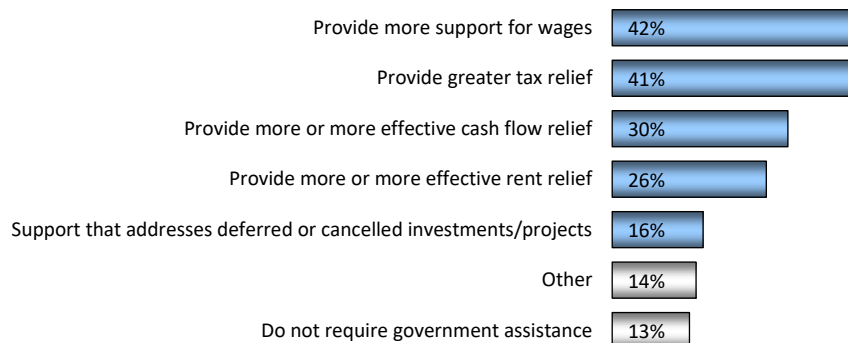 Provide more support for wages 42%
Provide greater tax relief 41%
Provide more or more effective cash flow relief 30%
Provide more or more effective rent relief 26%
Support that addresses deferred or cancelled investments/projects 16%
Other 14%
Do not require government assistance 13%